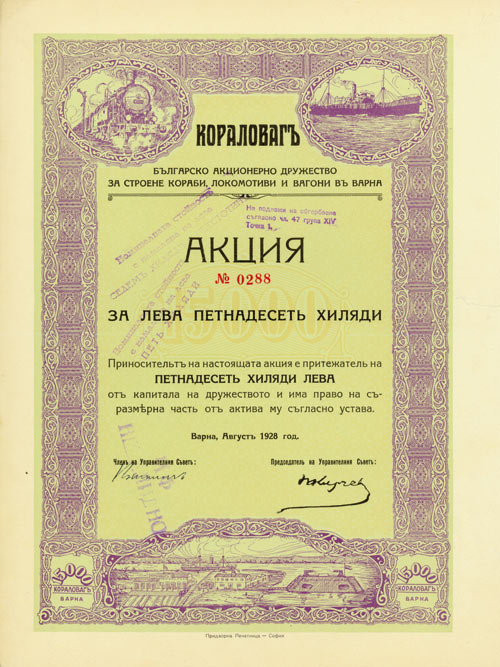 КОРАЛОВАГЪ
БЪЛГАРСКО АКЦИОНЕРНО ДРУЖЕСТВО
ЗА СТРОЕНЕ КОРАБИ, ЛОКОМОТИВИ И ВАГОНИ ВЪ ВАРНА
Не подлежи на обгербване
съгласно чл. 47 група XIV
Точка 1.
АКЦИЯ
№ 0288
15000
ЗА ЛЕВА ПЕТНАДЕСЕТЬ ХИЛЯДИ
Приносительтъ на настоящата акция е притежатель на
ПЕТНАДЕСЕТЬ ХИЛЯДИ ЛЕВА
отъ капитала на дружеството и има право на съ-
размѣрна часть отъ актива му съгласно устава.
Варна, Августъ 1928 год.
Членъ на Управителния Съветъ:
Председатель на Управителния Съветъ:
15000
КОРАЛОВАГЪ
ВАРНА
15000
КОРАЛОВАГЪ
ВАРНА
Придворна Печатница — София